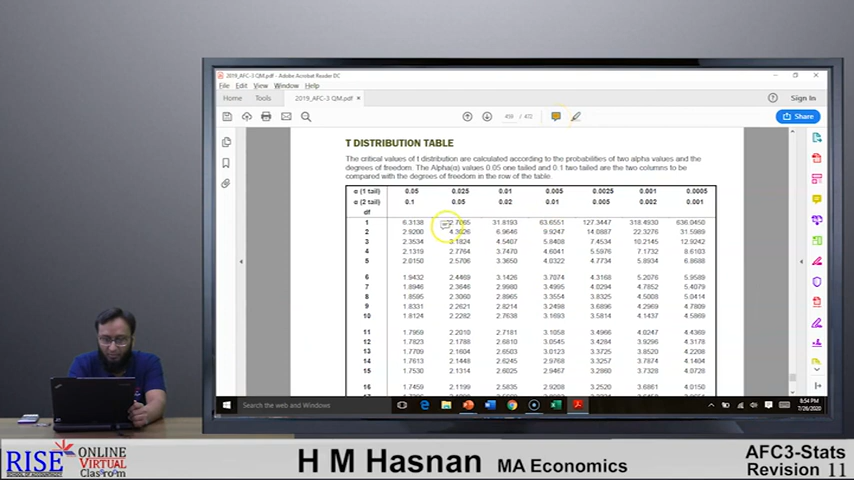 2019_AFC-3 QM.pdf - Adobe Acrobat Reader DC
File Edit View Window Help
Home Tools 2019_AFC-3 QM.pdf × Sign In
458 / 472 Share
T DISTRIBUTION TABLE
The critical values of t distribution are calculated according to the probabilities of two alpha values and the
degrees of freedom. The Alpha(α) values 0.05 one tailed and 0.1 two tailed are the two columns to be
compared with the degrees of freedom in the row of the table
α (1 tail) 0.05 0.025 0.01 0.005 0.0025 0.001 0.0005
α (2 tail) 0.1 0.05 0.02 0.01 0.005 0.002 0.001
df
1 6.3138 31.8193 63.6551 127.3447 318.4930 636.0450
2 2.9200 4.3026 6.9646 9.9247 14.0887 22.3276 31.5989
3 2.3534 3.1824 4.5407 5.8408 7.4534 10.2145 12.9242
4 2.1319 2.7764 3.7470 4.6041 5.5976 7.1732 8.6103
5 2.0150 2.5706 3.3650 4.0322 4.7734 5.8934 6.8688
6 1.9432 2.4469 3.1426 3.7074 4.3168 5.2076 5.9589
7 1.8946 2.3646 2.9980 3.4995 4.0294 4.7852 5.4079
8 1.8595 2.3060 2.8965 3.3554 3.8325 4.5008 5.0414
9 1.8331 2.2621 2.8214 3.2498 3.6896 4.2969 4.7809
10 1.8124 2.2282 2.7638 3.1693 3.5814 4.1437 4.5869
11 1.7959 2.2010 2.7181 3.1058 3.4966 4.0247 4.4369
12 1.7823 2.1788 2.6810 3.0545 3.4284 3.9296 4.3178
13 1.7709 2.1604 2.6503 3.0123 3.3725 3.8520 4.2208
14 1.7613 2.1448 2.6245 2.9768 3.3257 3.7874 4.1404
15 1.7530 2.1314 2.6025 2.9467 3.2860 3.7328 4.0728
16 1.7459 2.1199 2.5835 2.9208 3.2520 3.6861 4.0150
Search the web and Windows
8:54 PM
7/28/2020
RISE ONLINE
VIRTUAL
Classroom
SCHOOL OF ACCOUNTANCY
H M Hasnan MA Economics
AFC3-Stats
Revision 11